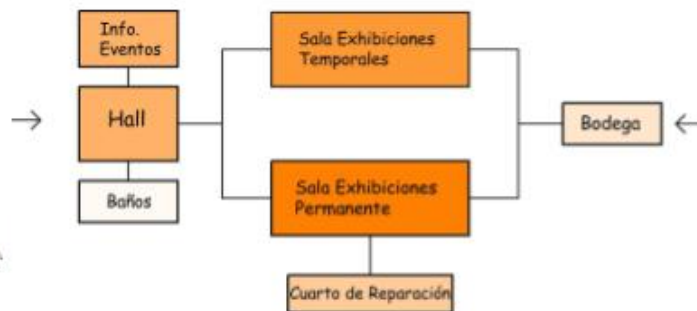 Info.
Eventos
Hall
Baños
Sala Exhibiciones
Temporales
Sala Exhibiciones
Permanente
Cuarto de Reparación
Bodega